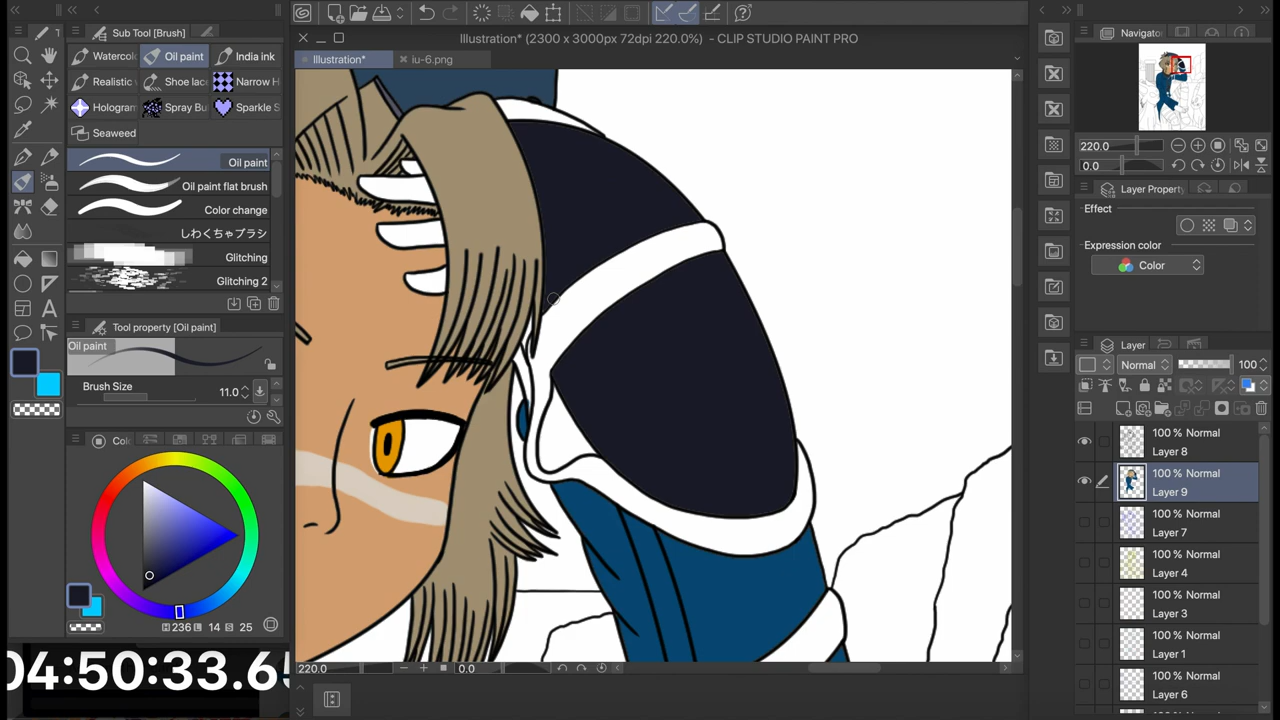 Illustration* (2300 x 3000px 72dpi 220.0%) - CLIP STUDIO PAINT PRO
Illustration*
iu-6.png
Sub Tool [Brush]
Watercol
Oil paint
India ink
Realistic
Shoe lac
Narrow H
Hologram
Spray Bu
Sparkle S
Seaweed
Oil paint
Oil paint flat brush
Color change
しわくちゃブラシ
Glitching
Glitching 2
Tool property [Oil paint]
Oil paint
Brush Size
11.0
Col
H 236 L 14 S 25
04:50:33.65
220.0
0.0
Navigator
220.0
0.0
Layer Property
Effect
Expression color
Color
Layer
Normal
100
100 % Normal
Layer 8
100 % Normal
Layer 9
100 % Normal
Layer 7
100 % Normal
Layer 4
100 % Normal
Layer 3
100 % Normal
Layer 1
100 % Normal
Layer 6